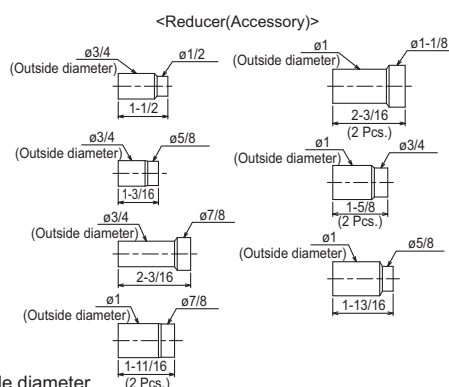 <Reducer(Accessory)>
ø3/4
(Outside diameter)
ø1/2
1-1/2
ø3/4
(Outside diameter)
ø5/8
1-3/16
ø3/4
(Outside diameter)
ø7/8
2-3/16
ø1
(Outside diameter)
ø7/8
1-11/16
(2 Pcs.)
ø1
(Outside diameter)
ø1-1/8
2-3/16
(2 Pcs.)
ø1
(Outside diameter)
ø3/4
1-5/8
(2 Pcs.)
ø1
(Outside diameter)
ø5/8
1-13/16
le diameter